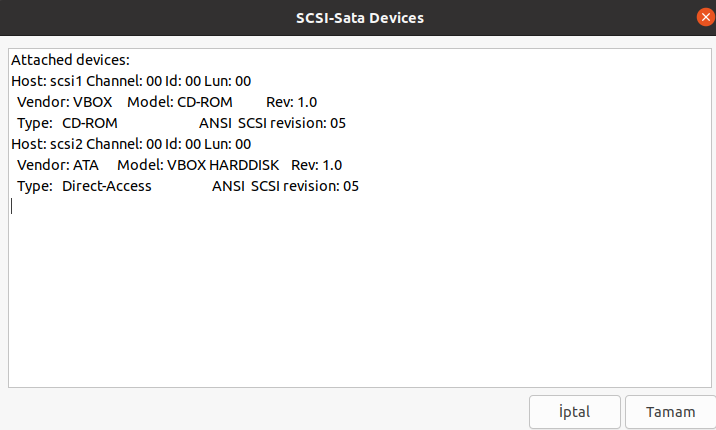 SCSI-Sata Devices
Attached devices:
Host: scsi1 Channel: 00 Id: 00 Lun: 00
Vendor: VBOX Model: CD-ROM Rev: 1.0
Type: CD-ROM ANSI SCSI revision: 05
Host: scsi2 Channel: 00 Id: 00 Lun: 00
Vendor: ATA Model: VBOX HARDDISK Rev: 1.0
Type: Direct-Access ANSI SCSI revision: 05
İptal Tamam